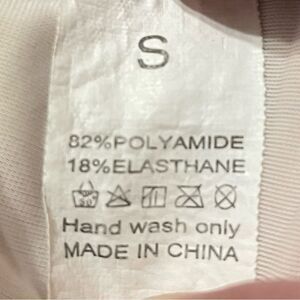 S
82%POLYAMIDE
18%ELASTHANE
Hand wash only
MADE IN CHINA